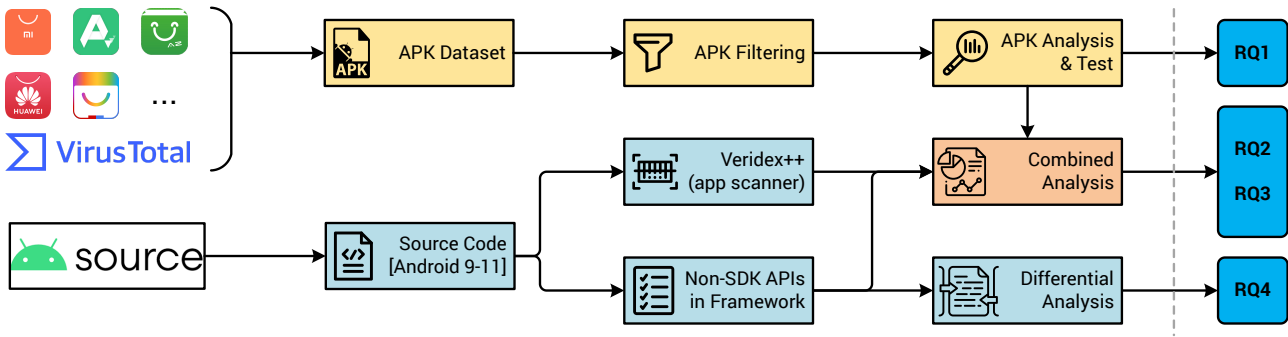 MI
A
AZ
HUAWEI
...
VirusTotal
APK
APK Dataset
APK Filtering
APK Analysis
& Test
RQ1
Veridex++
(app scanner)
Combined
Analysis
RQ2
RQ3
source
</>
Source Code
[Android 9-11]
Non-SDK APIs
in Framework
Differential
Analysis
RQ4